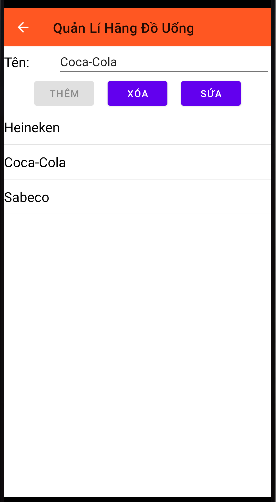 Quản Lí Hãng Đồ Uống
Tên: Coca-Cola
THÊM XÓA SỬA
Heineken
Coca-Cola
Sabeco